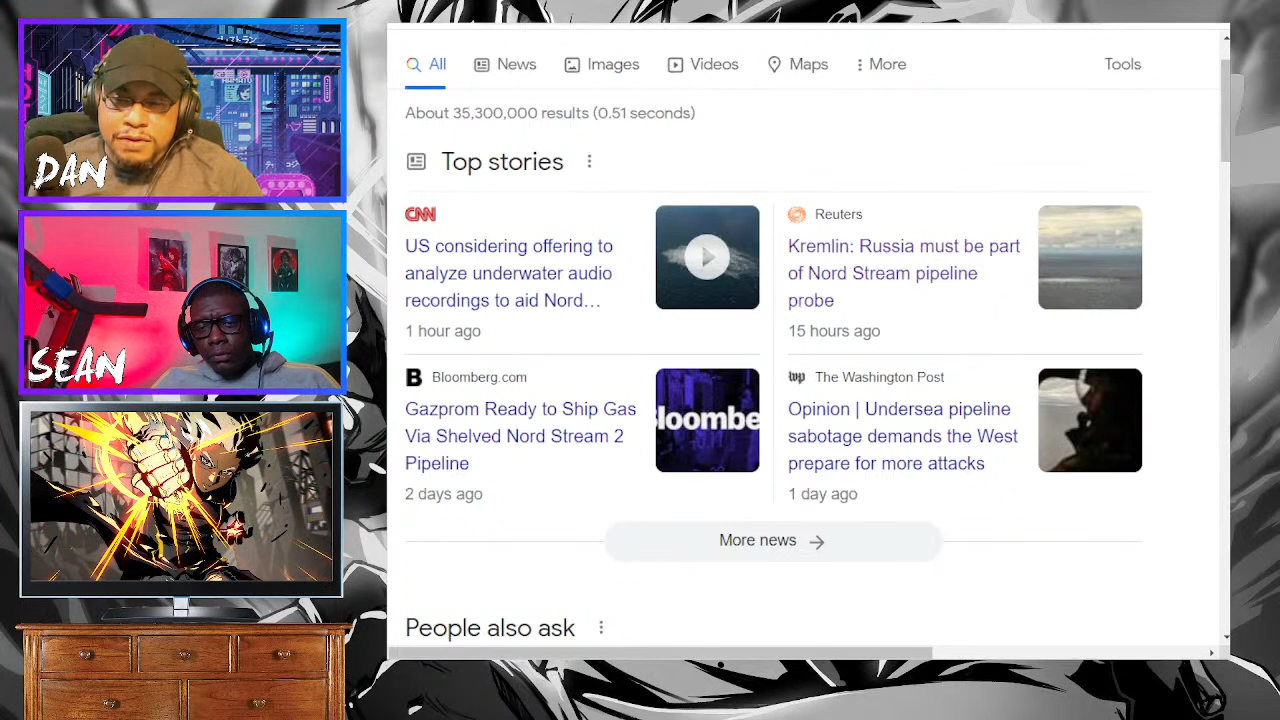 DAN
SEAN
All
News
Images
Videos
Maps
More
Tools
About 35,300,000 results (0.51 seconds)
Top stories
CNN
US considering offering to
analyze underwater audio
recordings to aid Nord...
1 hour ago
Reuters
Kremlin: Russia must be part
of Nord Stream pipeline
probe
15 hours ago
B
Bloomberg.com
Gazprom Ready to Ship Gas
Via Shelved Nord Stream 2
Pipeline
2 days ago
loombe
wp
The Washington Post
Opinion | Undersea pipeline
sabotage demands the West
prepare for more attacks
1 day ago
More news
People also ask